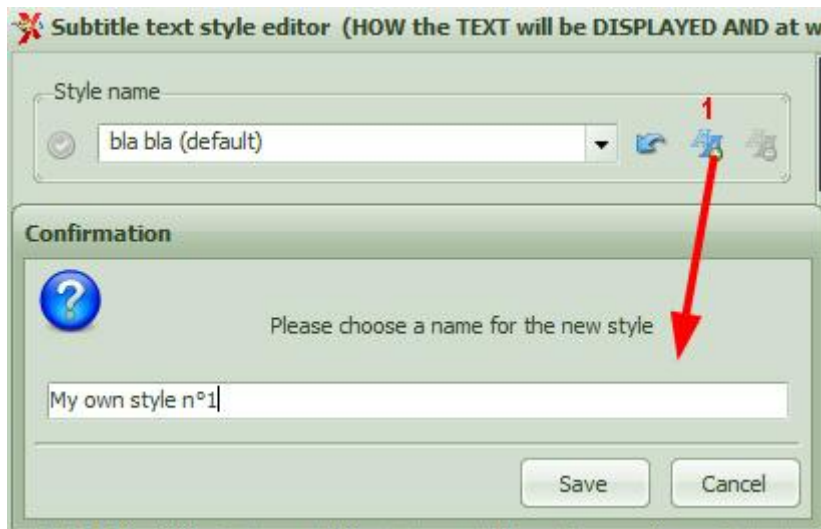 Subtitle text style editor (HOW the TEXT will be DISPLAYED AND at w
Style name
1
bla bla (default)
Confirmation
Please choose a name for the new style
My own style n°1
Save Cancel